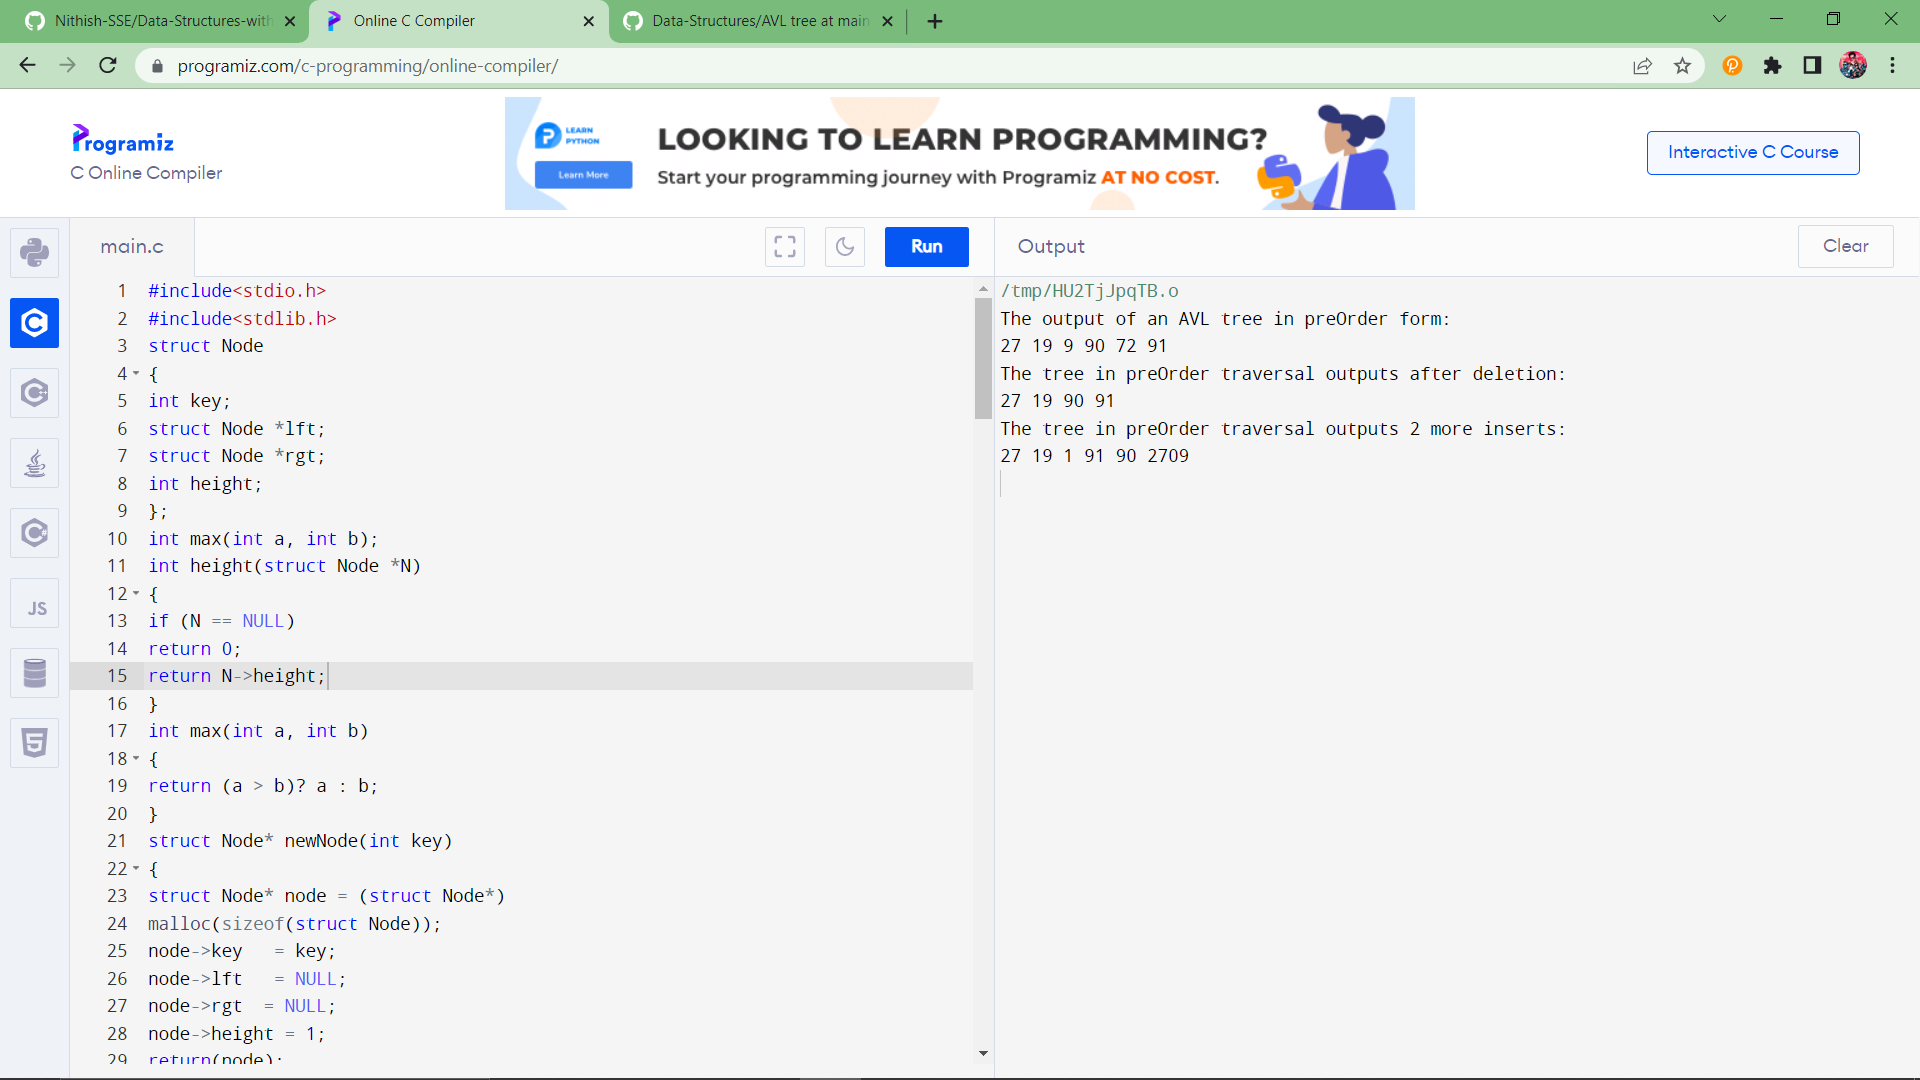 Nithish-SSE/Data-Structures-with
Online C Compiler
Data-Structures/AVL tree at main
programiz.com/c-programming/online-compiler/
Programiz
C Online Compiler
LEARN PYTHON
Learn More
LOOKING TO LEARN PROGRAMMING?
Start your programming journey with Programiz AT NO COST.
Interactive C Course
main.c
Run
Output
Clear
JS
1 #include<stdio.h>
2 #include<stdlib.h>
3 struct Node
4 {
5 int key;
6 struct Node *lft;
7 struct Node *rgt;
8 int height;
9 };
10 int max(int a, int b);
11 int height(struct Node *N)
12 {
13 if (N == NULL)
14 return 0;
15 return N->height;
16 }
17 int max(int a, int b)
18 {
19 return (a > b)? a : b;
20 }
21 struct Node* newNode(int key)
22 {
23 struct Node* node = (struct Node*)
24 malloc(sizeof(struct Node));
25 node->key   = key;
26 node->lft   = NULL;
27 node->rgt  = NULL;
28 node->height = 1;
29 return(node);
/tmp/HU2TjJpqTB.o
The output of an AVL tree in preOrder form:
27 19 9 90 72 91
The tree in preOrder traversal outputs after deletion:
27 19 90 91
The tree in preOrder traversal outputs 2 more inserts:
27 19 1 91 90 2709